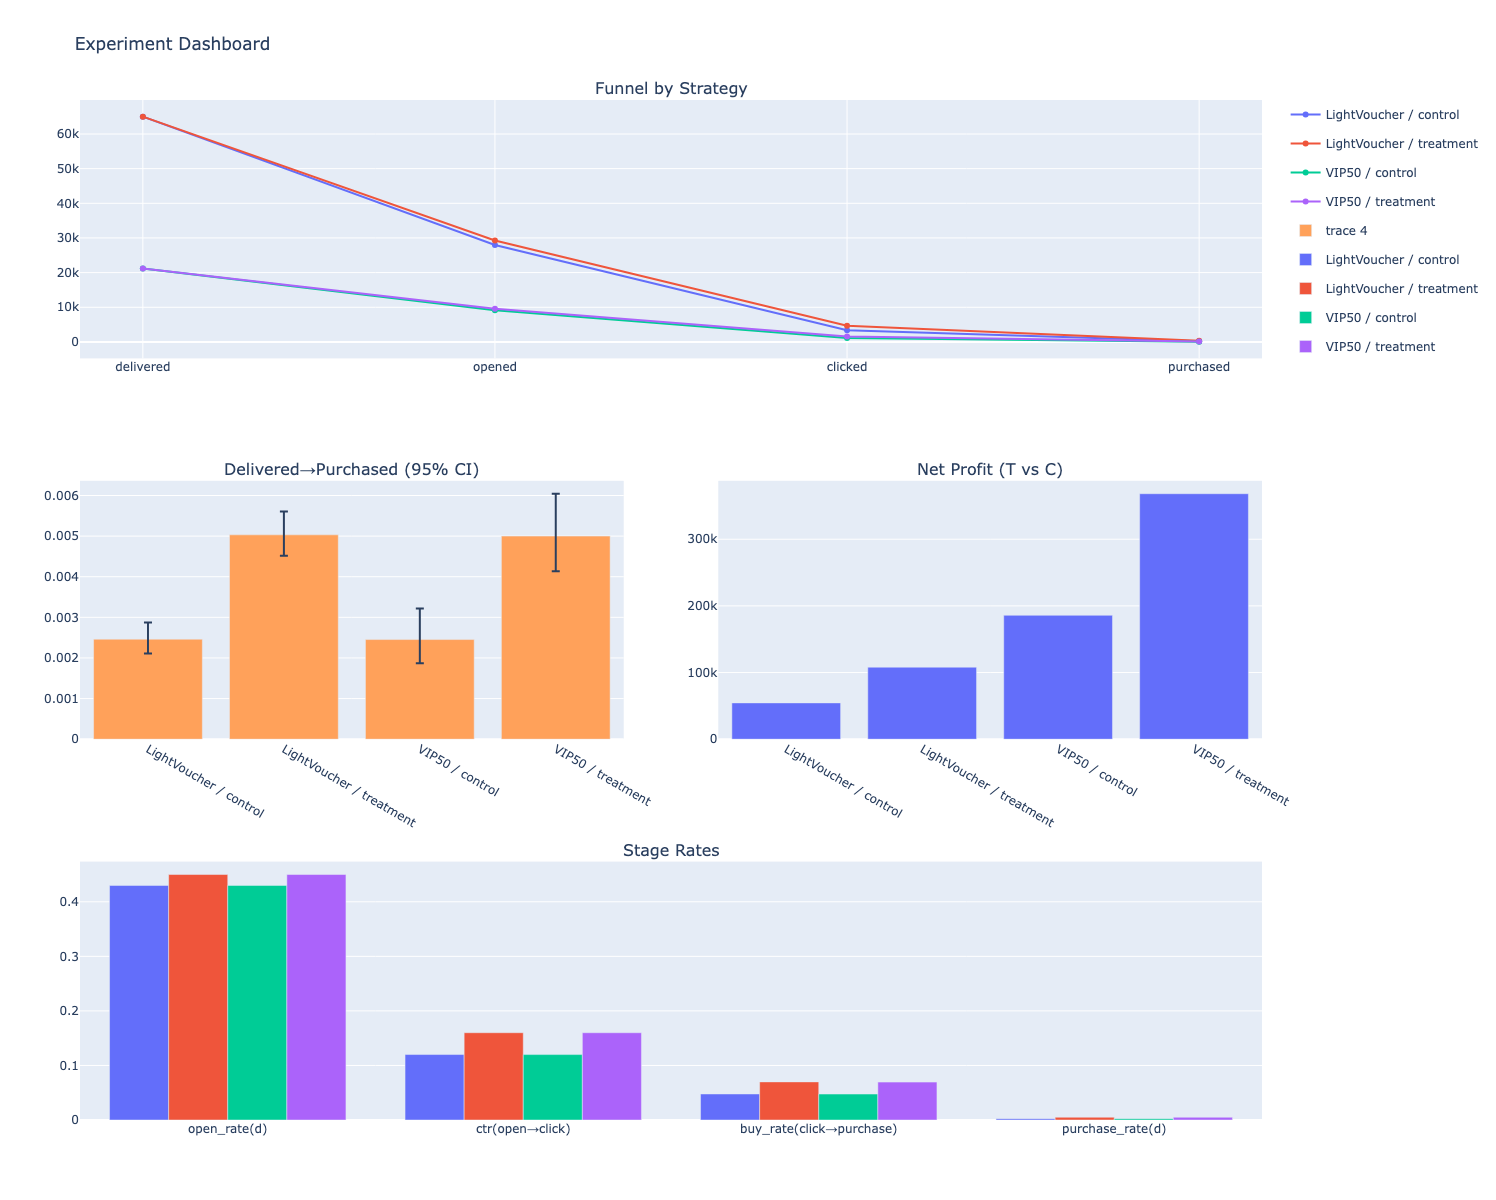 Experiment Dashboard
Funnel by Strategy
60k
50k
40k
30k
20k
10k
0
delivered
opened
clicked
purchased
LightVoucher / control
LightVoucher / treatment
VIP50 / control
VIP50 / treatment
trace 4
LightVoucher / control
LightVoucher / treatment
VIP50 / control
VIP50 / treatment
Delivered→Purchased (95% CI)
0.006
0.005
0.004
0.003
0.002
0.001
0
LightVoucher / control
LightVoucher / treatment
VIP50 / control
VIP50 / treatment
Net Profit (T vs C)
300k
200k
100k
0
LightVoucher / control
LightVoucher / treatment
VIP50 / control
VIP50 / treatment
Stage Rates
0.4
0.3
0.2
0.1
0
open_rate(d)
ctr(open→click)
buy_rate(click→purchase)
purchase_rate(d)